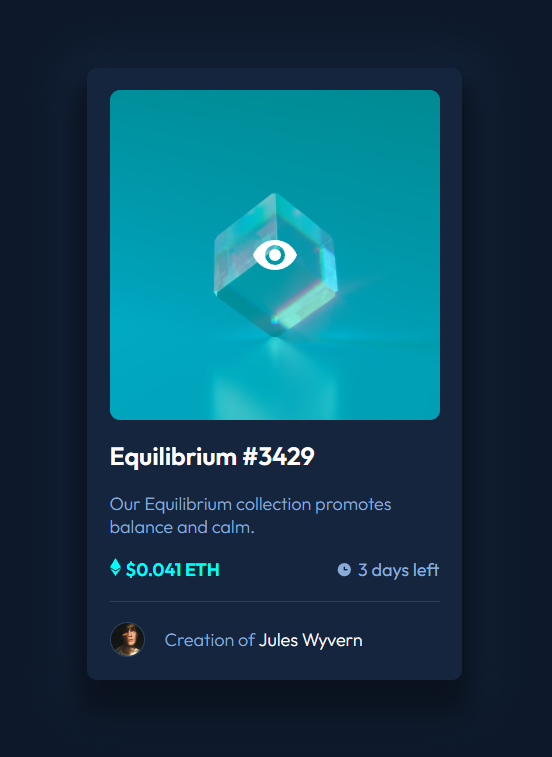 Equilibrium #3429
Our Equilibrium collection promotes
balance and calm.
$0.041 ETH
3 days left
Creation of Jules Wyvern